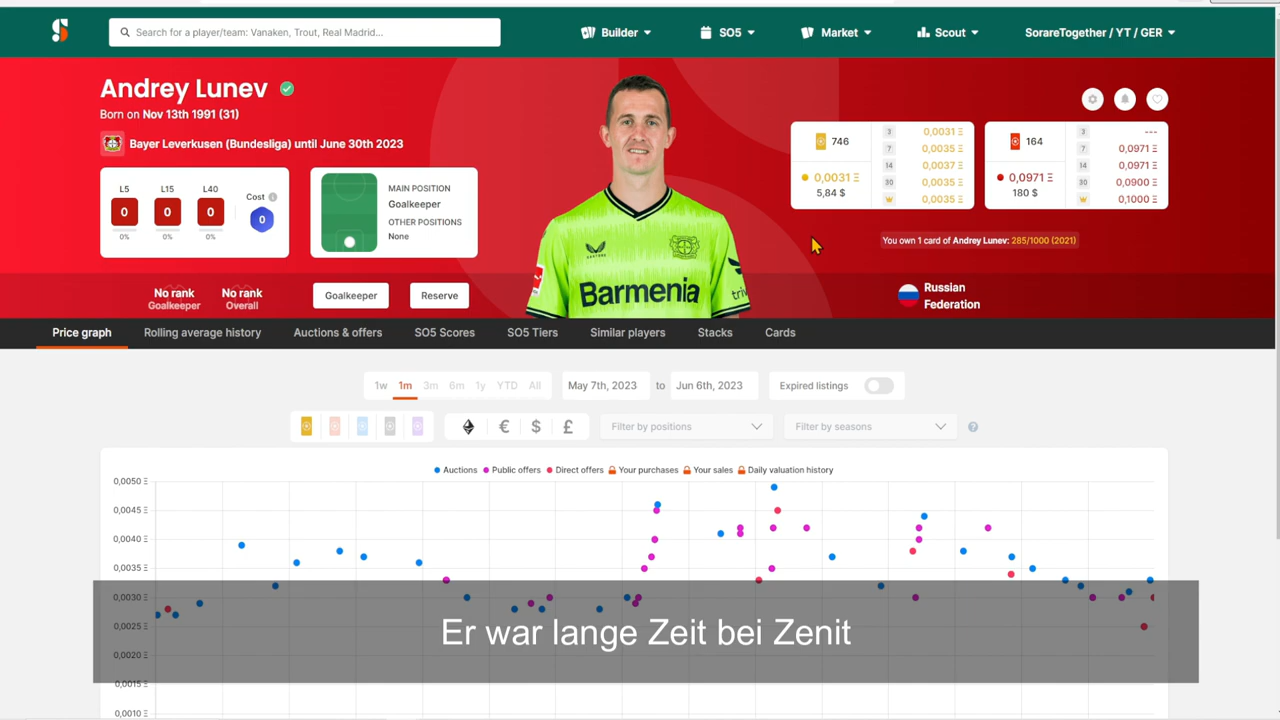 Search for a player/team: Vanaken, Trout, Real Madrid...
Builder
SO5
Market
Scout
SorareTogether / YT / GER
Andrey Lunev
Born on Nov 13th 1991 (31)
Bayer Leverkusen (Bundesliga) until June 30th 2023
L5 L15 L40
0 0 0
0% 0% 0%
Cost
0
MAIN POSITION
Goalkeeper
OTHER POSITIONS
None
746
0,0031 Ξ
5,84 $
3 0,0031 Ξ
7 0,0035 Ξ
14 0,0037 Ξ
30 0,0035 Ξ
0,0035 Ξ
164
0,0971 Ξ
180 $
3 ---
7 0,0971 Ξ
14 0,0971 Ξ
30 0,0900 Ξ
0,1000 Ξ
You own 1 card of Andrey Lunev: 285/1000 (2021)
Barmenia
No rank
Goalkeeper
No rank
Overall
Goalkeeper
Reserve
Russian
Federation
Price graph
Rolling average history
Auctions & offers
SO5 Scores
SO5 Tiers
Similar players
Stacks
Cards
1w 1m 3m 6m 1y YTD All
May 7th, 2023 to Jun 6th, 2023
Expired listings
€ $ £
Filter by positions
Filter by seasons
?
Auctions Public offers Direct offers Your purchases Your sales Daily valuation history
0,0050 Ξ
0,0045 Ξ
0,0040 Ξ
0,0035 Ξ
0,0030 Ξ
0,0025 Ξ
0,0020 Ξ
0,0015 Ξ
0,0010 Ξ
Er war lange Zeit bei Zenit